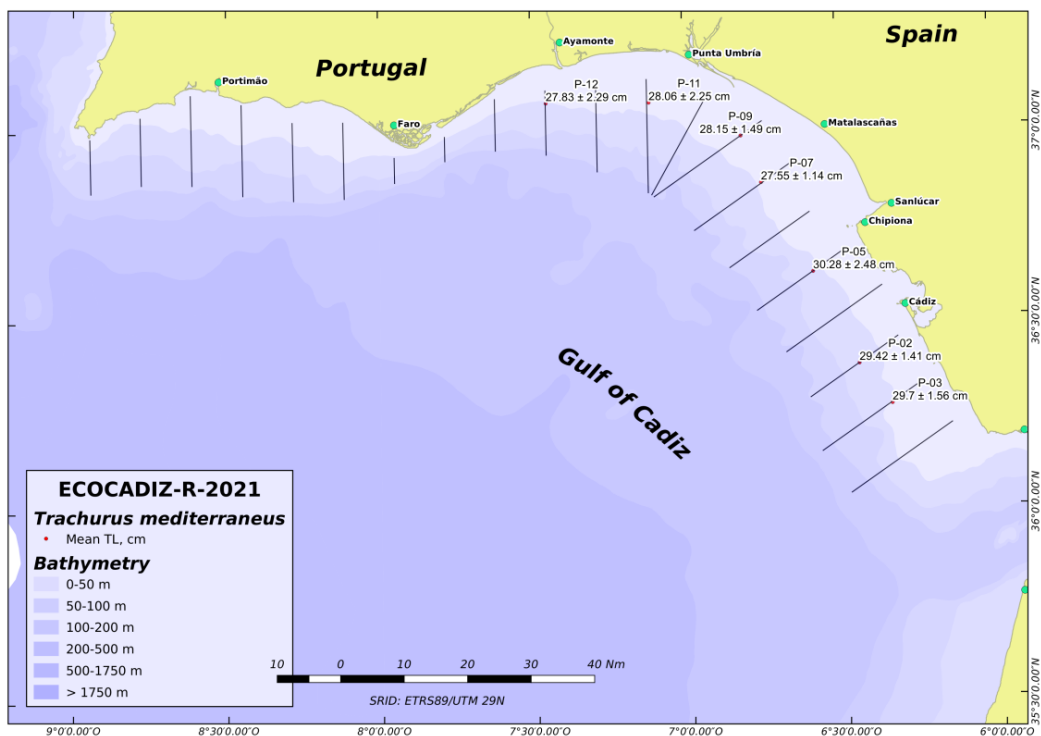 Spain
Portugal
Ayamonte
Punta Umbría
Portimão
P-12
27.83 ± 2.29 cm
P-11
28.06 ± 2.25 cm
Faro
P-09
28.15 ± 1.49 cm
Matalascañas
P-07
27.55 ± 1.14 cm
Sanlúcar
Chipiona
P-05
30.28 ± 2.48 cm
Cádiz
P-02
29.42 ± 1.41 cm
P-03
29.7 ± 1.56 cm
Gulf of Cadiz
37°0'0.00"N
36°30'0.00"N
36°0'0.00"N
35°30'0.00"N
ECOCADIZ-R-2021
Trachurus mediterraneus
Mean TL, cm
Bathymetry
0-50 m
50-100 m
100-200 m
200-500 m
500-1750 m
> 1750 m
10 0 10 20 30 40 Nm
SRID: ETRS89/UTM 29N
9°0'0.00"O 8°30'0.00"O 8°0'0.00"O 7°30'0.00"O 7°0'0.00"O 6°30'0.00"O 6°0'0.00"O